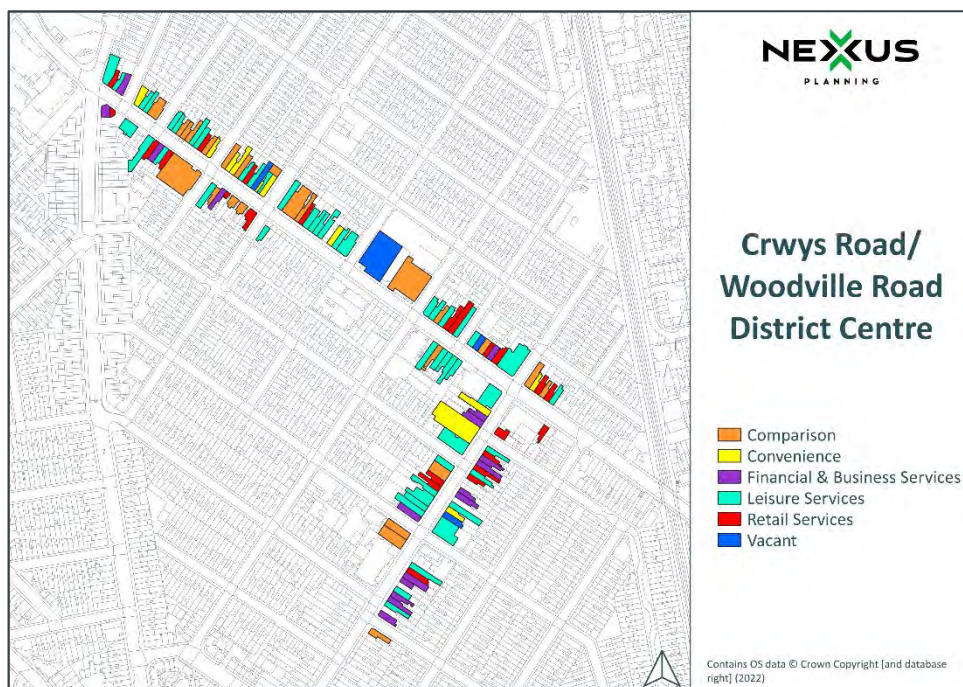 NEXUS
PLANNING
Crwys Road/
Woodville Road
District Centre
Comparison
Convenience
Financial & Business Services
Leisure Services
Retail Services
Vacant
Contains OS data © Crown Copyright [and database
right] (2022)